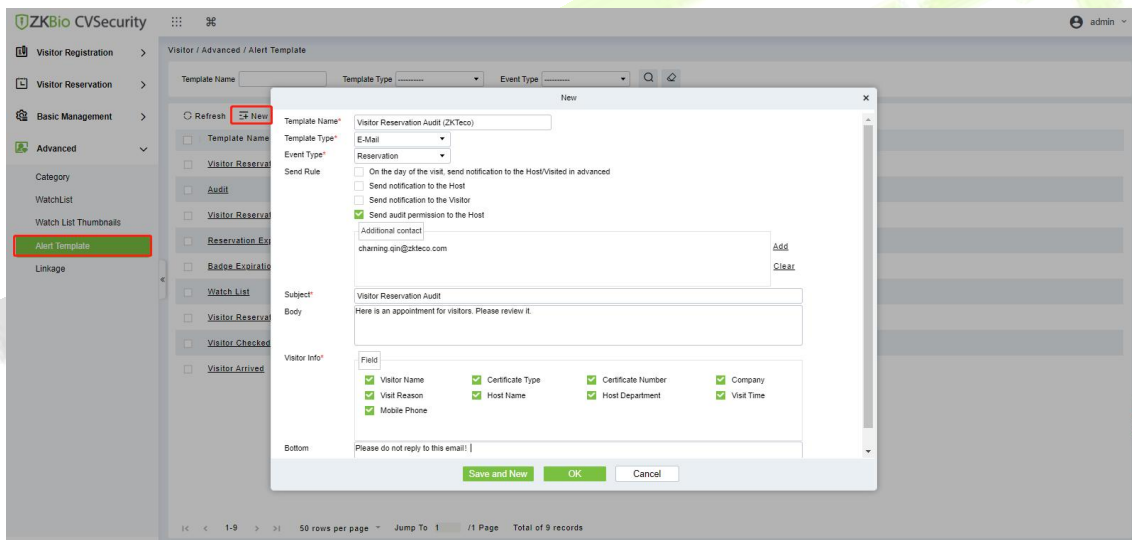 ZKBio CVSecurity
admin
Visitor Registration
Visitor Reservation
Basic Management
Advanced
Category
WatchList
Watch List Thumbnails
Alert Template
Linkage
Visitor / Advanced / Alert Template
Template Name Template Type ---------- Event Type ----------
Refresh New
Template Name
Visitor Reservat
Audit
Visitor Reservat
Reservation Exp
Badge Expiratio
Watch List
Visitor Reservat
Visitor Checked
Visitor Arrived
New
Template Name* Visitor Reservation Audit (ZKTeco)
Template Type* E-Mail
Event Type* Reservation
Send Rule On the day of the visit, send notification to the Host/Visited in advanced
Send notification to the Host
Send notification to the Visitor
Send audit permission to the Host
Additional contact
charning.qin@zkteco.com Add
Clear
Subject* Visitor Reservation Audit
Body Here is an appointment for visitors. Please review it.
Visitor Info* Field
Visitor Name Certificate Type Certificate Number Company
Visit Reason Host Name Host Department Visit Time
Mobile Phone
Bottom Please do not reply to this email!
Save and New OK Cancel
1-9 50 rows per page Jump To 1 /1 Page Total of 9 records